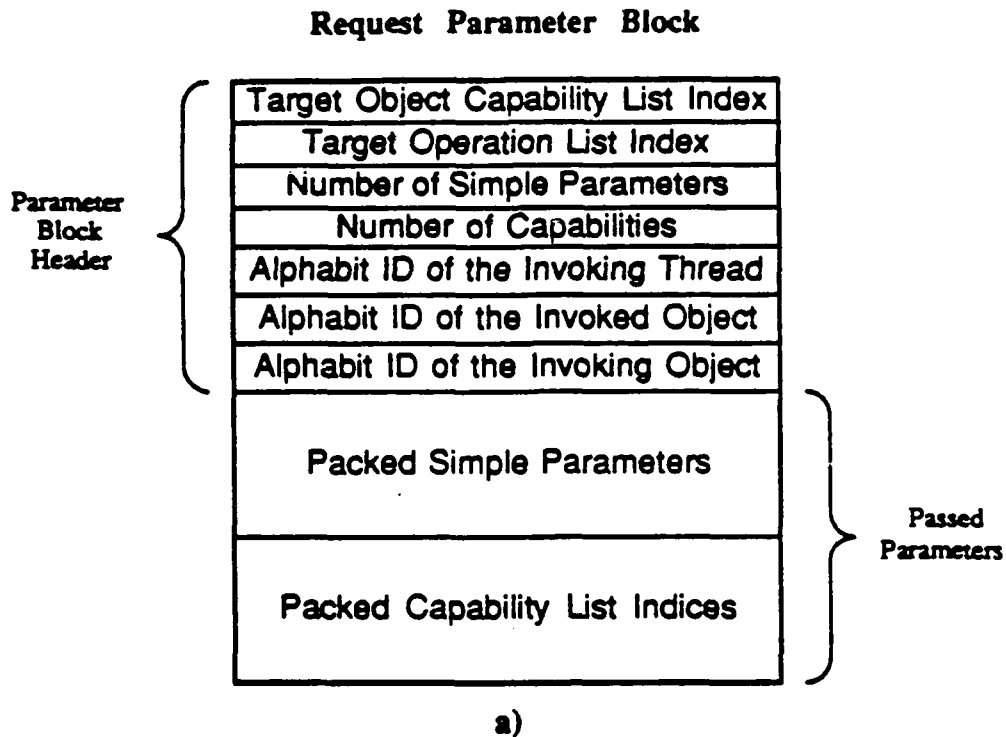 Request Parameter Block
Target Object Capability List Index
Target Operation List Index
Number of Simple Parameters
Number of Capabilities
Alphabit ID of the Invoking Thread
Alphabit ID of the Invoked Object
Alphabit ID of the Invoking Object
Parameter
Block
Header
Packed Simple Parameters
Packed Capability List Indices
Passed
Parameters
a)